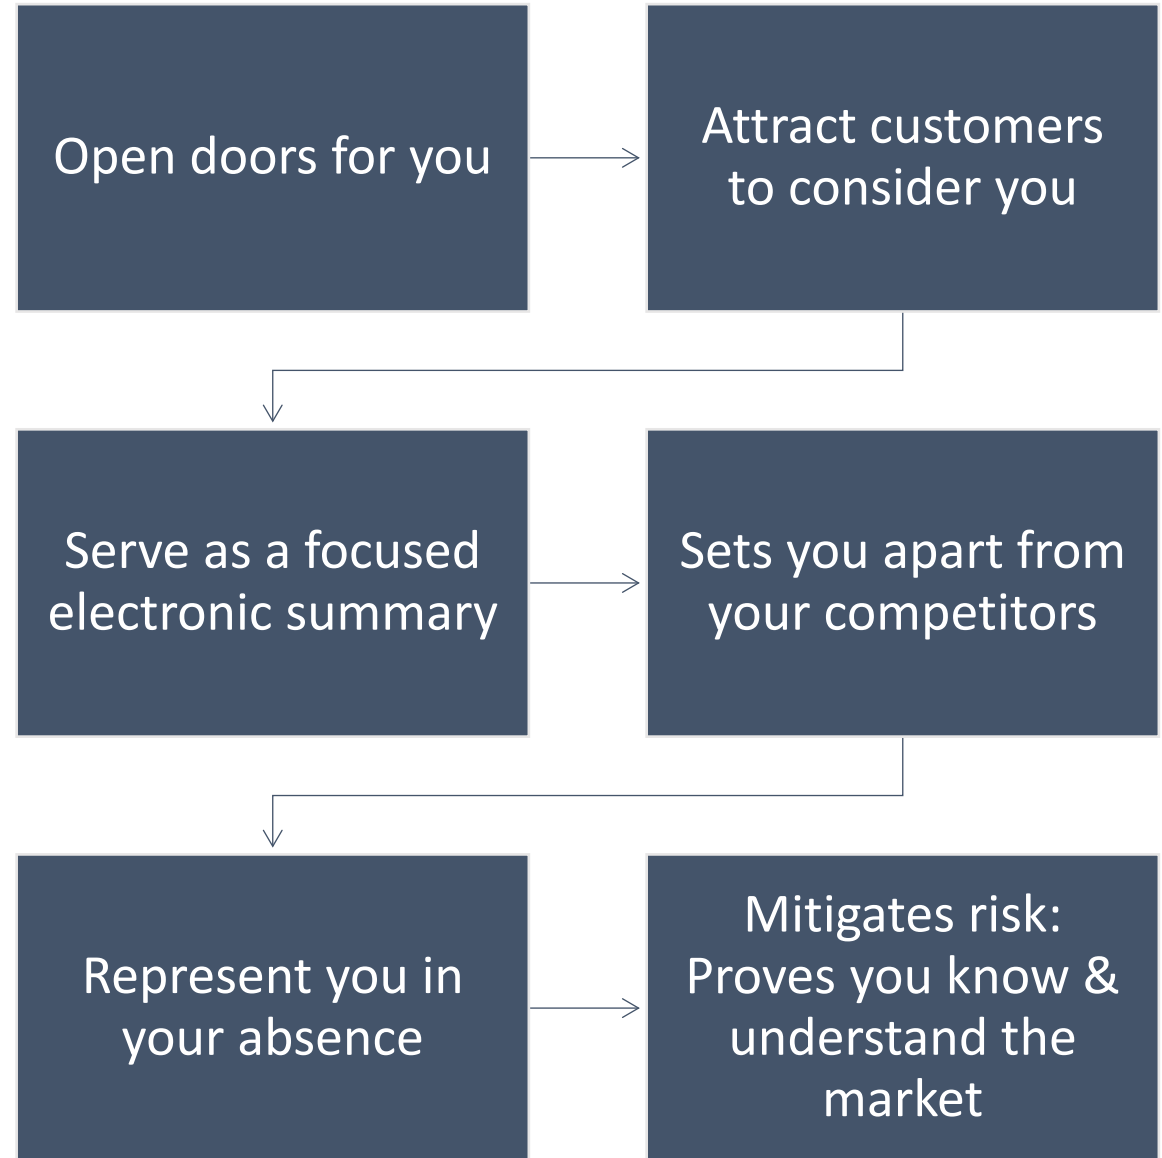 Open doors for you
Attract customers
to consider you
Serve as a focused
electronic summary
Sets you apart from
your competitors
Represent you in
your absence
Mitigates risk:
Proves you know &
understand the
market